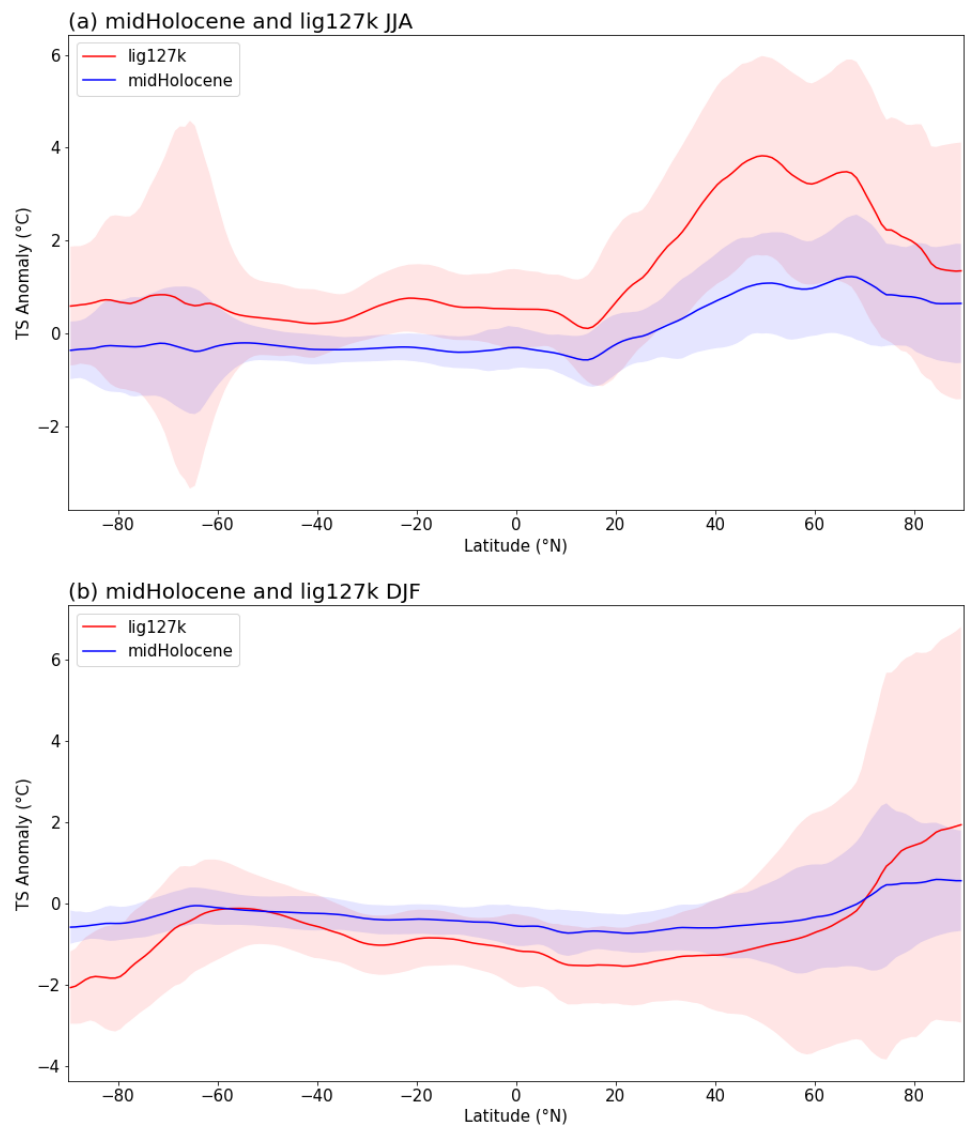 (a) midHolocene and lig127k JJA
lig127k
midHolocene
6
4
2
0
−2
TS Anomaly (°C)
−80 −60 −40 −20 0 20 40 60 80
Latitude (°N)
(b) midHolocene and lig127k DJF
lig127k
midHolocene
6
4
2
0
−2
−4
TS Anomaly (°C)
−80 −60 −40 −20 0 20 40 60 80
Latitude (°N)